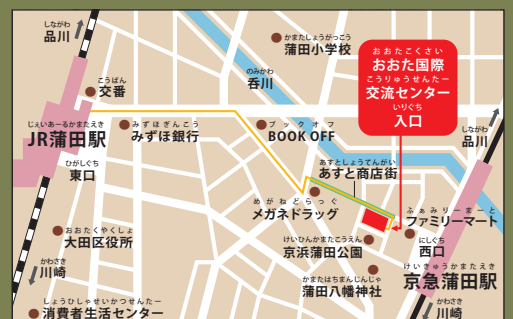 しながわ
品川
こうばん
交番
かまたしょうがっこう
蒲田小学校
のみかわ
呑川
おおたこくさい
おおた国際
こうりゅうせんたー
交流センター
いりぐち
入口
じぇいあーるかまたえき
JR蒲田駅
みずほぎんこう
みずほ銀行
ブックオフ
BOOK OFF
しながわ
品川
ひがしぐち
東口
あすとしょうてんがい
あすと商店街
めがねどらっぐ
メガネドラッグ
ふぁみりーまーと
ファミリーマート
おおたくやくしょ
大田区役所
けいひんかまたこうえん
京浜蒲田公園
にしぐち
西口
かわさき
川崎
かまたはちまんじんじゃ
蒲田八幡神社
けいきゅうかまたえき
京急蒲田駅
しょうひしゃせいかつせんたー
消費者生活センター
かわさき
川崎